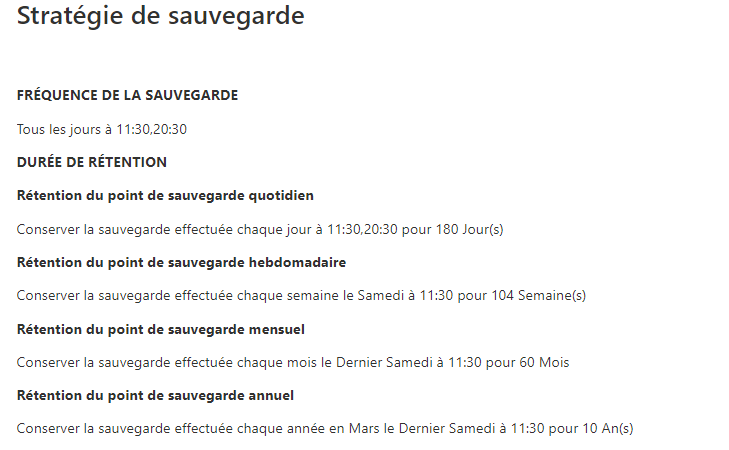 Stratégie de sauvegarde
FRÉQUENCE DE LA SAUVEGARDE
Tous les jours à 11:30,20:30
DURÉE DE RÉTENTION
Rétention du point de sauvegarde quotidien
Conserver la sauvegarde effectuée chaque jour à 11:30,20:30 pour 180 Jour(s)
Rétention du point de sauvegarde hebdomadaire
Conserver la sauvegarde effectuée chaque semaine le Samedi à 11:30 pour 104 Semaine(s)
Rétention du point de sauvegarde mensuel
Conserver la sauvegarde effectuée chaque mois le Dernier Samedi à 11:30 pour 60 Mois
Rétention du point de sauvegarde annuel
Conserver la sauvegarde effectuée chaque année en Mars le Dernier Samedi à 11:30 pour 10 An(s)